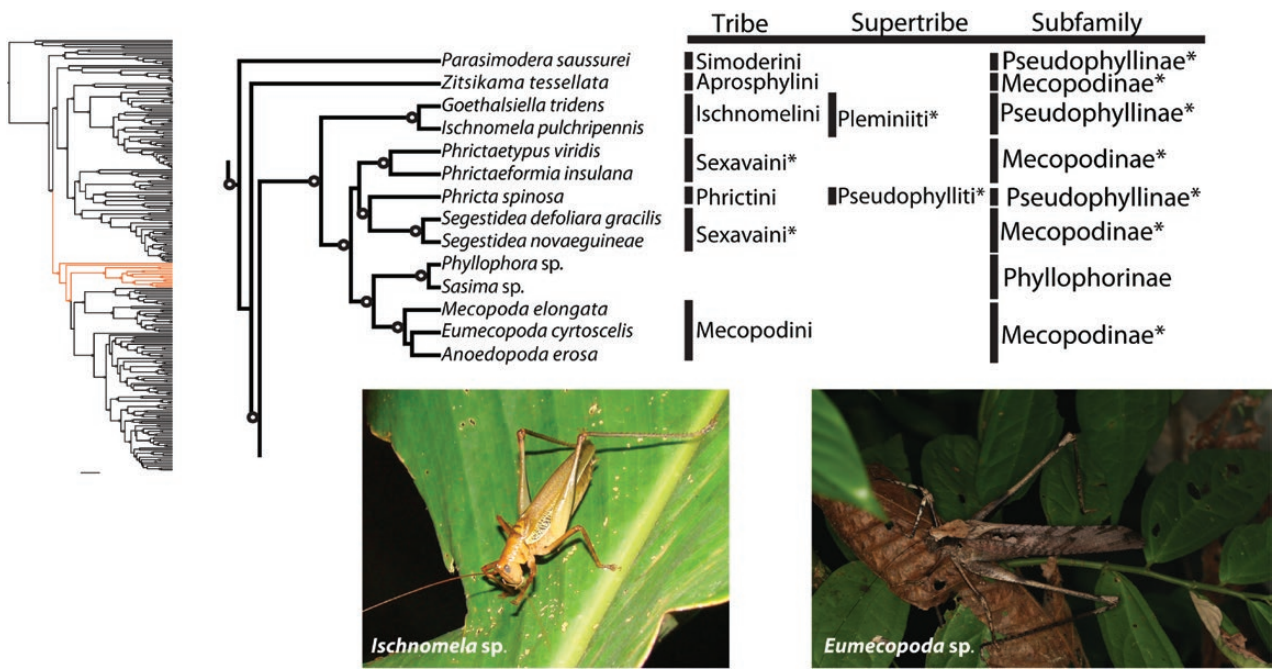 Tribe Supertribe Subfamily
Parasimodera saussurei Simoderini Pseudophyllinae*
Zitsikama tessellata Aprosphylini Mecopodinae*
Goethalsiella tridens
Ischnomelini Pleminiiti* Pseudophyllinae*
Ischnomela pulchripennis
Phrictaetypus viridis
Sexavaini* Mecopodinae*
Phrictaeformia insulana
Phricta spinosa Phrictini Pseudophylliti* Pseudophyllinae*
Segestidea defoliara gracilis
Sexavaini* Mecopodinae*
Segestidea novaeguineae
Phyllophora sp.
Phyllophorinae
Sasima sp.
Mecopoda elongata
Eumecopoda cyrtoscelis Mecopodini Mecopodinae*
Anoedopoda erosa
Ischnomela sp. Eumecopoda sp.